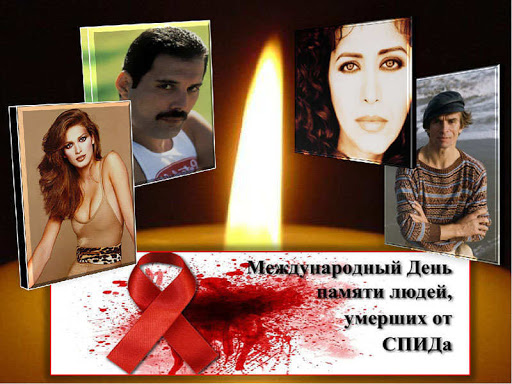 Международный День
памяти людей,
умерших от
СПИДа